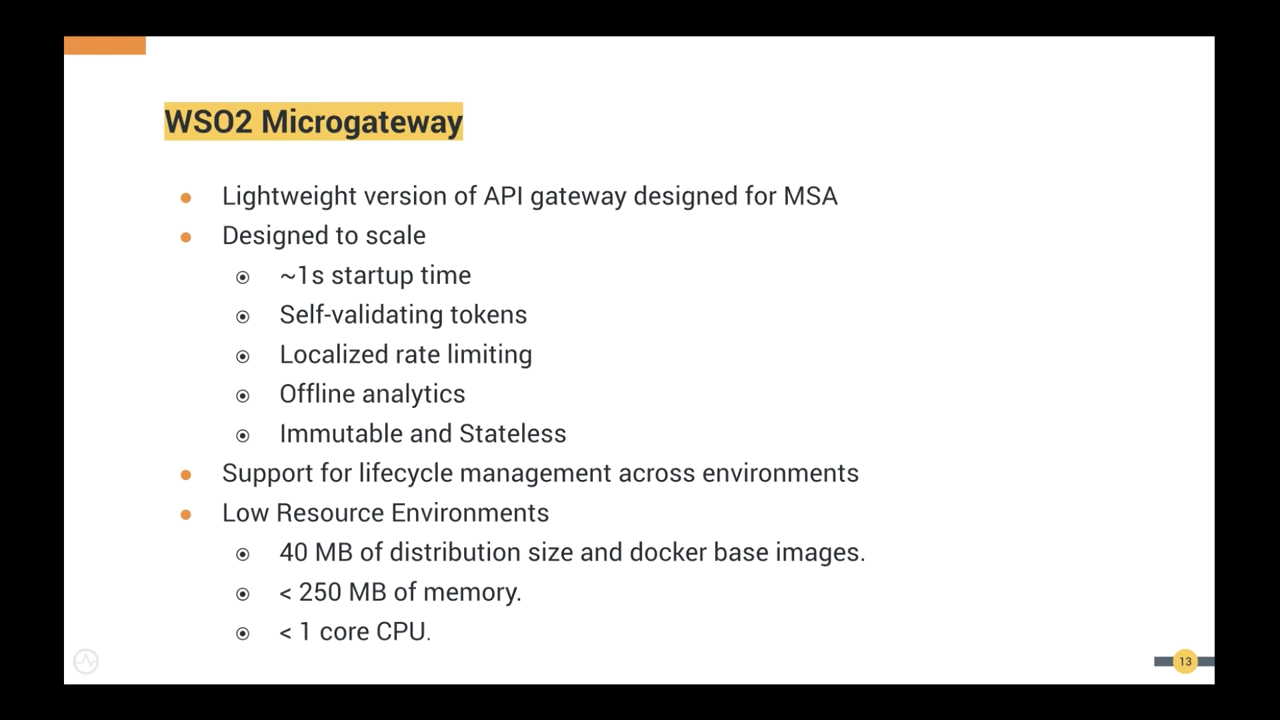 WSO2 Microgateway
Lightweight version of API gateway designed for MSA
Designed to scale
~1s startup time
Self-validating tokens
Localized rate limiting
Offline analytics
Immutable and Stateless
Support for lifecycle management across environments
Low Resource Environments
40 MB of distribution size and docker base images.
< 250 MB of memory.
< 1 core CPU.
13